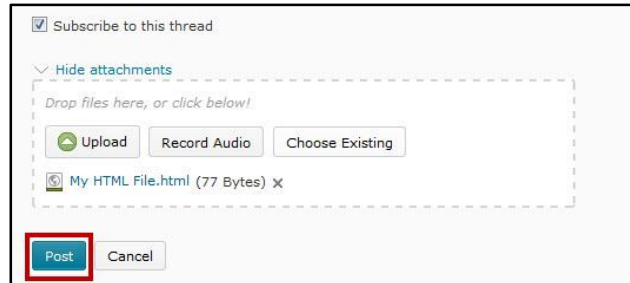 Subscribe to this thread
Hide attachments
Drop files here, or click below!
Upload Record Audio Choose Existing
My HTML File.html (77 Bytes) x
Post Cancel